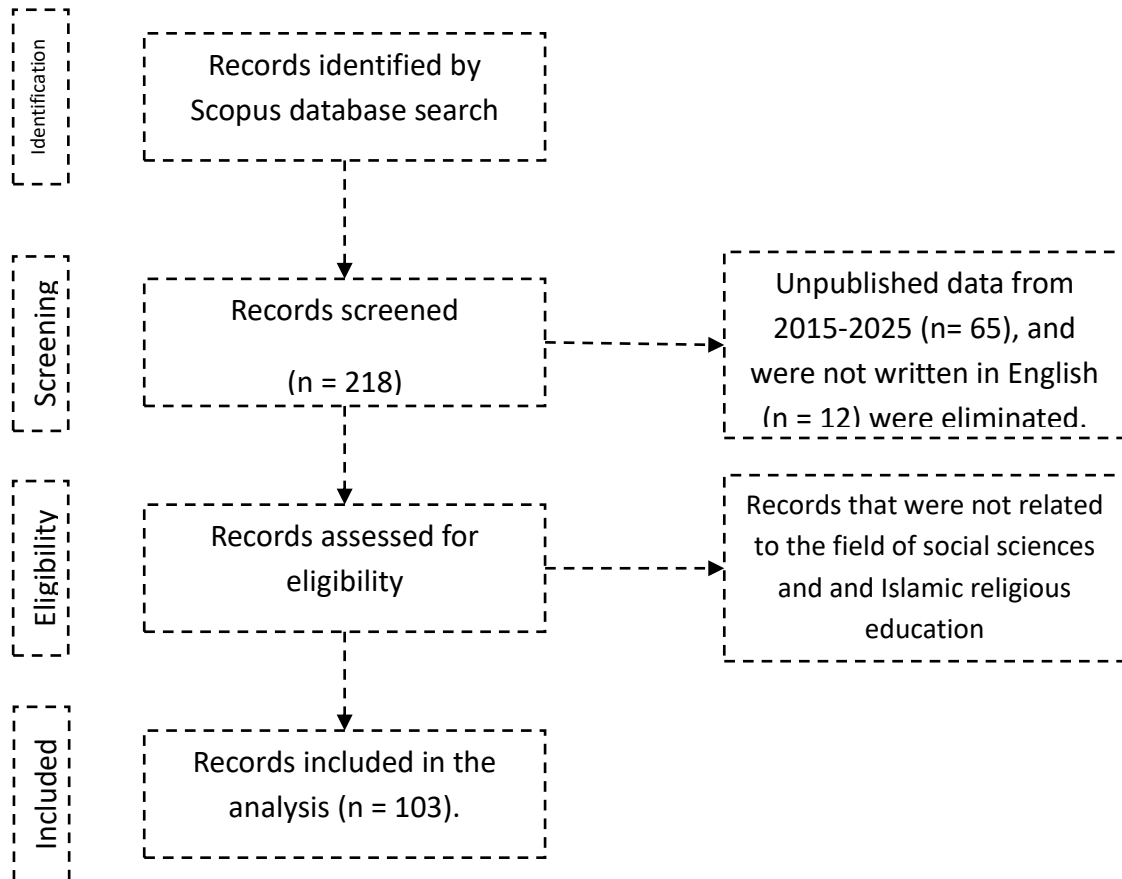 Identification
Records identified by
Scopus database search
Screening
Records screened
(n = 218)
Unpublished data from
2015-2025 (n= 65), and
were not written in English
(n = 12) were eliminated.
Eligibility
Records assessed for
eligibility
Records that were not related
to the field of social sciences
and and Islamic religious
education
Included
Records included in the
analysis (n = 103).